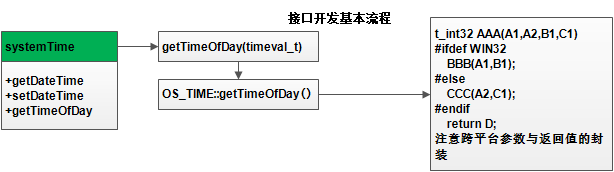 接口开发基本流程
systemTime
+getDateTime
+setDateTime
+getTimeOfDay
getTimeOfDay(timeval_t)
OS_TIME::getTimeOfDay()
t_int32 AAA(A1,A2,B1,C1)
#ifdef WIN32
BBB(A1,B1);
#else
CCC(A2,C1);
#endif
return D;
注意跨平台参数与返回值的封
装